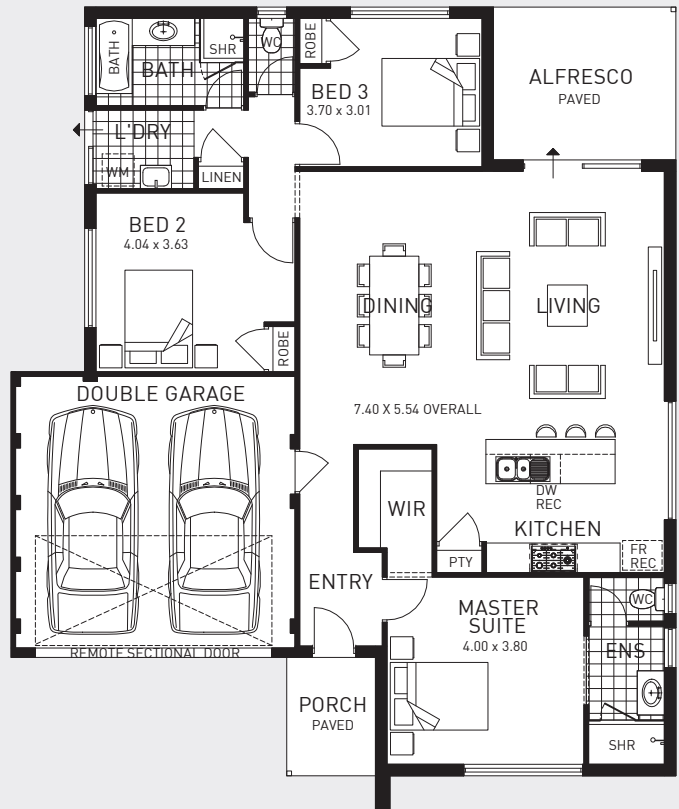 BATH
SHR
WC
ROBE
BATH
BED 3
3.70 x 3.01
ALFRESCO
PAVED
L'DRY
WM
LINEN
BED 2
4.04 x 3.63
DINING
LIVING
ROBE
DOUBLE GARAGE
7.40 X 5.54 OVERALL
DW
REC
WIR
KITCHEN
PTY
FR
REC
ENTRY
MASTER
SUITE
4.00 x 3.80
WC
ENS
REMOTE SECTIONAL DOOR
PORCH
PAVED
SHR